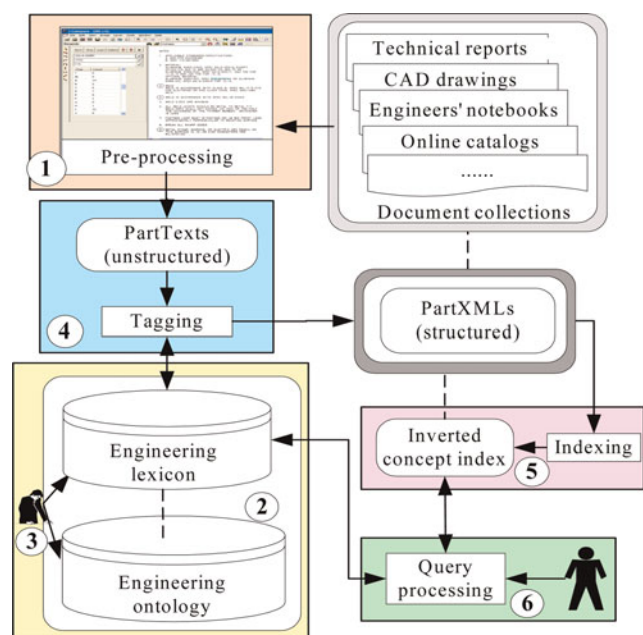 Technical reports
CAD drawings
Engineers' notebooks
Online catalogs
......
Document collections
1
Pre-processing
PartTexts
(unstructured)
4
Tagging
PartXMLs
(structured)
Engineering
lexicon
2
3
Engineering
ontology
Inverted
concept index
Indexing
5
Query
processing
6